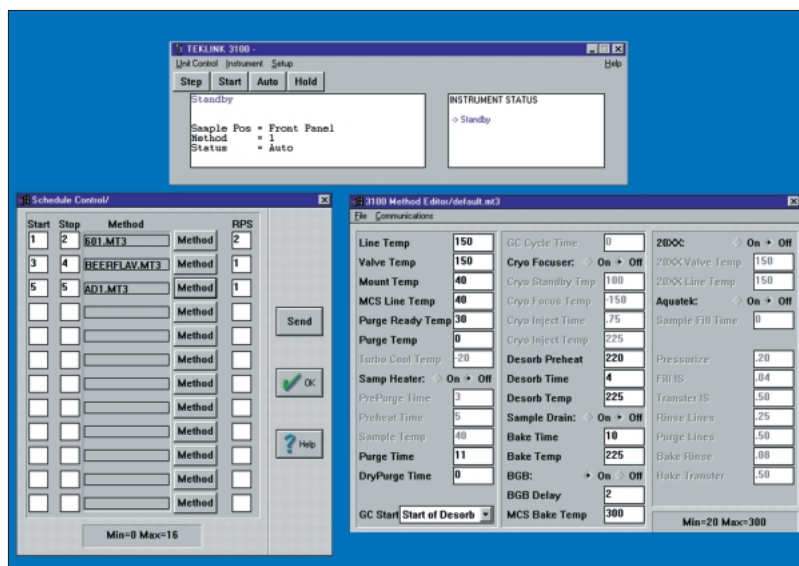 TEKLINK 3100 -
Unit Control Instrument Setup Help
Step Start Auto Hold
Standby
Sample Pos = Front Panel
Method = 1
Status = Auto
INSTRUMENT STATUS
-> Standby
Schedule Control/
Start Stop Method RPS
1 2 601.MT3 Method 2
3 4 BEERFLAV.MT3 Method 1
5 5 AD1.MT3 Method 1
Method
Method
Method
Method
Method
Method
Method
Method
Method
Send
OK
Help
Min=0 Max=16
3100 Method Editor/default.mt3
File Communications
Line Temp 150
Valve Temp 150
Mount Temp 40
MCS Line Temp 40
Purge Ready Temp 30
Purge Temp 0
Turbo Cool Temp -20
Samp Heater: On Off
PrePurge Time 3
Preheat Time 5
Sample Temp 40
Purge Time 11
DryPurge Time 0
GC Start Start of Desorb
GC Cycle Time 0
Cryo Focuser: On Off
Cryo Standby Tmp 100
Cryo Focus Temp -150
Cryo Inject Time .75
Cryo Inject Temp 225
Desorb Preheat 220
Desorb Time 4
Desorb Temp 225
Sample Drain: On Off
Bake Time 10
Bake Temp 225
BGB: On Off
BGB Delay 2
MCS Bake Temp 300
20XX: On Off
20XX Valve Temp 150
20XX Line Temp 150
Aquatek: On Off
Sample Fill Time 0
Pressurize .20
Fill IS .04
Transfer IS .50
Rinse Lines .25
Purge Lines .50
Bake Rinse .08
Bake Transfer .50
Min=20 Max=300